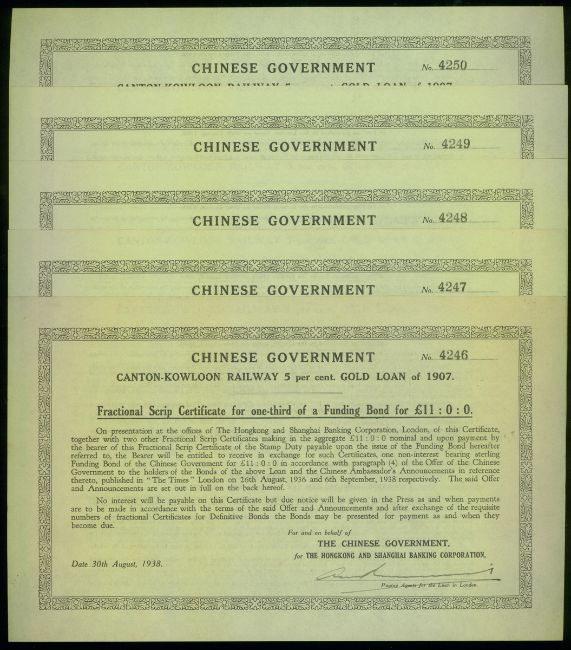 CHINESE GOVERNMENT No. 4250
CANTON-KOWLOON RAILWAY 5 per cent. GOLD LOAN of 1907.
CHINESE GOVERNMENT No. 4249
CHINESE GOVERNMENT No. 4248
CHINESE GOVERNMENT No. 4247
CHINESE GOVERNMENT No. 4246
CANTON-KOWLOON RAILWAY 5 per cent. GOLD LOAN of 1907.
Fractional Scrip Certificate for one-third of a Funding Bond for £11 : 0 : 0.
On presentation at the offices of The Hongkong and Shanghai Banking Corporation, London, of this Certificate,
together with two other Fractional Scrip Certificates making in the aggregate £11 : 0 : 0 nominal and upon payment by
the bearer of this Fractional Scrip Certificate of the Stamp Duty payable upon the issue of the Funding Bond hereafter
referred to, the Bearer will be entitled to receive in exchange for such Certificates, one non-interest bearing sterling
Funding Bond of the Chinese Government for £11 : 0 : 0 in accordance with paragraph (4) of the Offer of the Chinese
Government to the holders of the Bonds of the above Loan and the Chinese Ambassador's Announcements in reference
thereto, published in "The Times" London on 26th August, 1936 and 6th September, 1938 respectively. The said Offer
and Announcements are set out in full on the back hereof.
No interest will be payable on this Certificate but due notice will be given in the Press as and when payments
are to be made in accordance with the terms of the said Offer and Announcements and after exchange of the requisite
numbers of fractional Certificates for Definitive Bonds the Bonds may be presented for payment as and when they
become due.
For and on behalf of
THE CHINESE GOVERNMENT.
for THE HONGKONG AND SHANGHAI BANKING CORPORATION.
Date 30th August, 1938.
Paying Agents for the Loan in London.